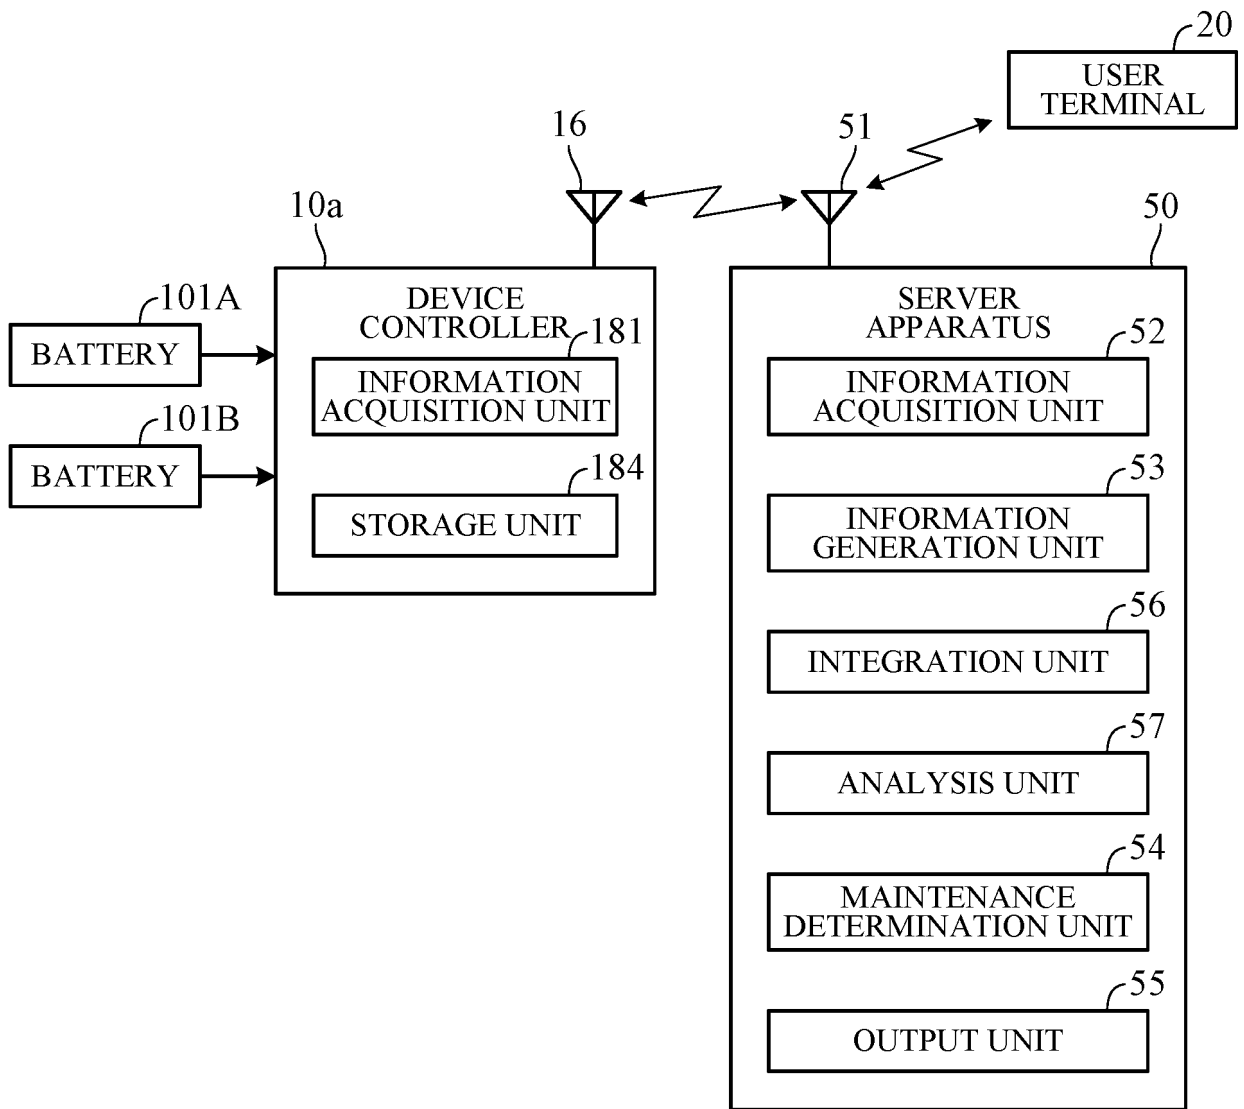 20
USER
TERMINAL
16
51
10a
50
101A
BATTERY
101B
BATTERY
DEVICE
CONTROLLER
181
INFORMATION
ACQUISITION UNIT
184
STORAGE UNIT
SERVER
APPARATUS
52
INFORMATION
ACQUISITION UNIT
53
INFORMATION
GENERATION UNIT
56
INTEGRATION UNIT
57
ANALYSIS UNIT
54
MAINTENANCE
DETERMINATION UNIT
55
OUTPUT UNIT